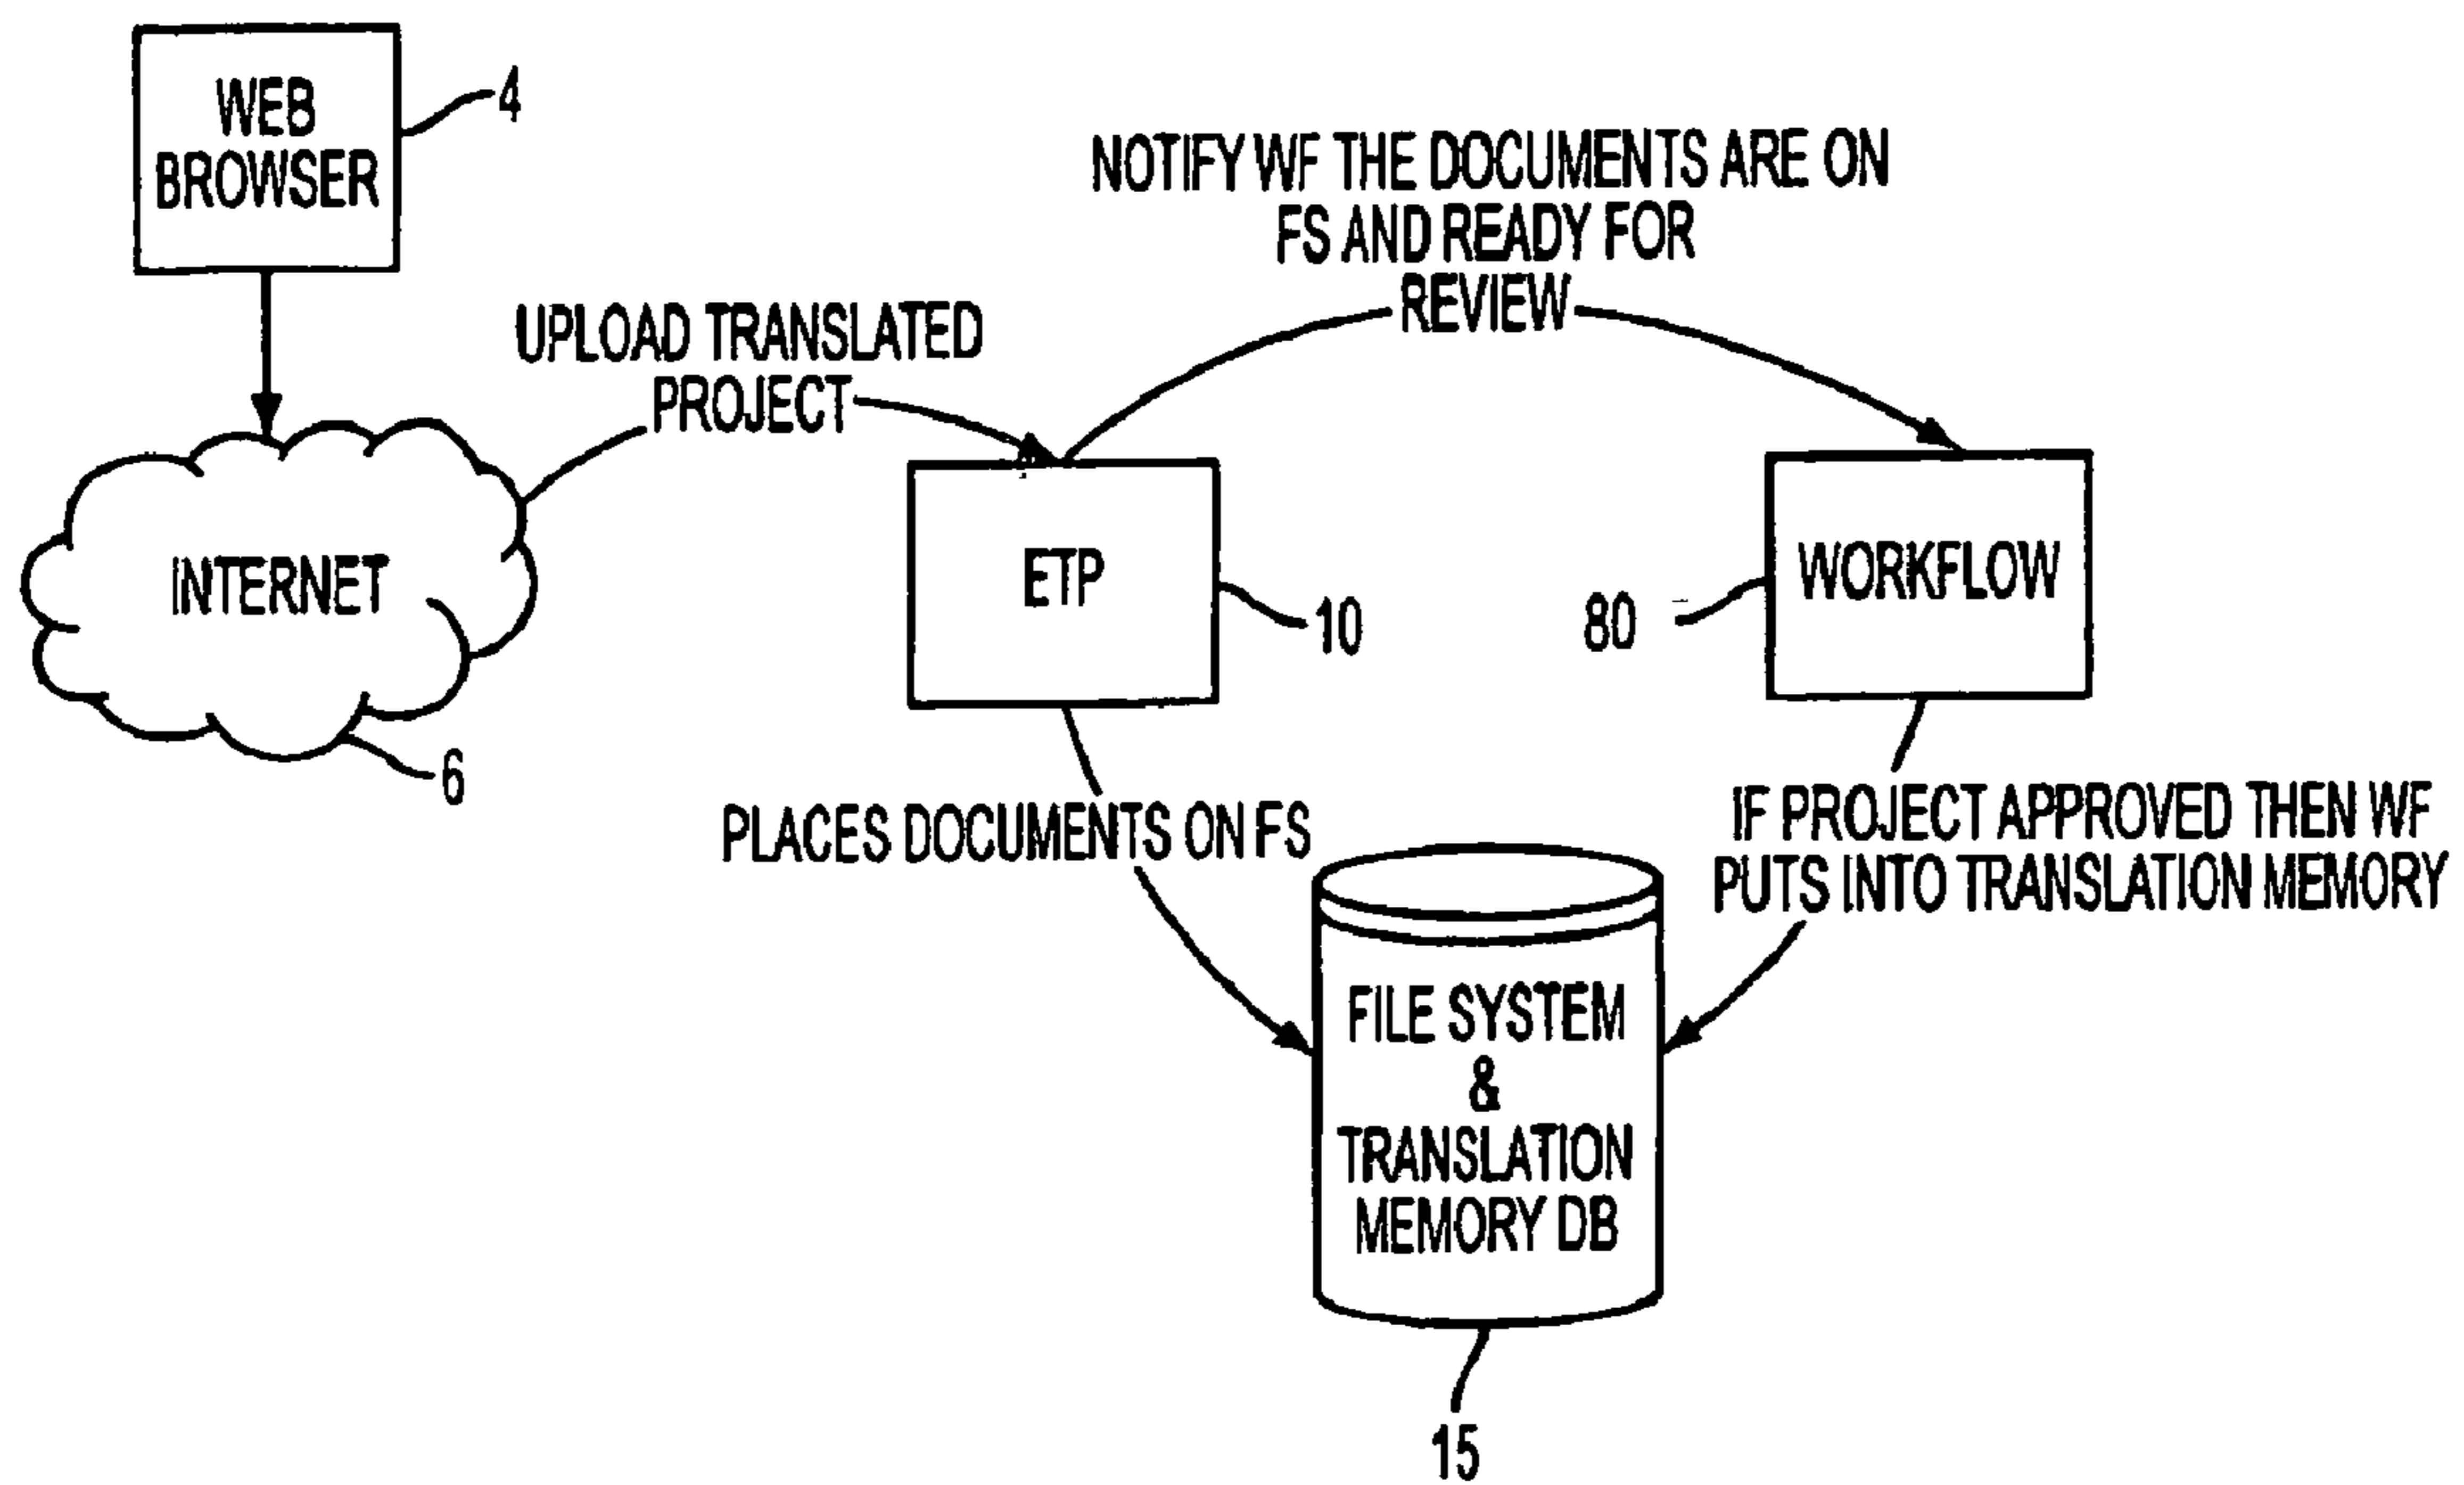 WEB
BROWSER
4
NOTIFY WF THE DOCUMENTS ARE ON
FS AND READY FOR
REVIEW
UPLOAD TRANSLATED
PROJECT
INTERNET
6
ETP
10
WORKFLOW
80
PLACES DOCUMENTS ON FS
IF PROJECT APPROVED THEN WF
PUTS INTO TRANSLATION MEMORY
FILE SYSTEM
&
TRANSLATION
MEMORY DB
15